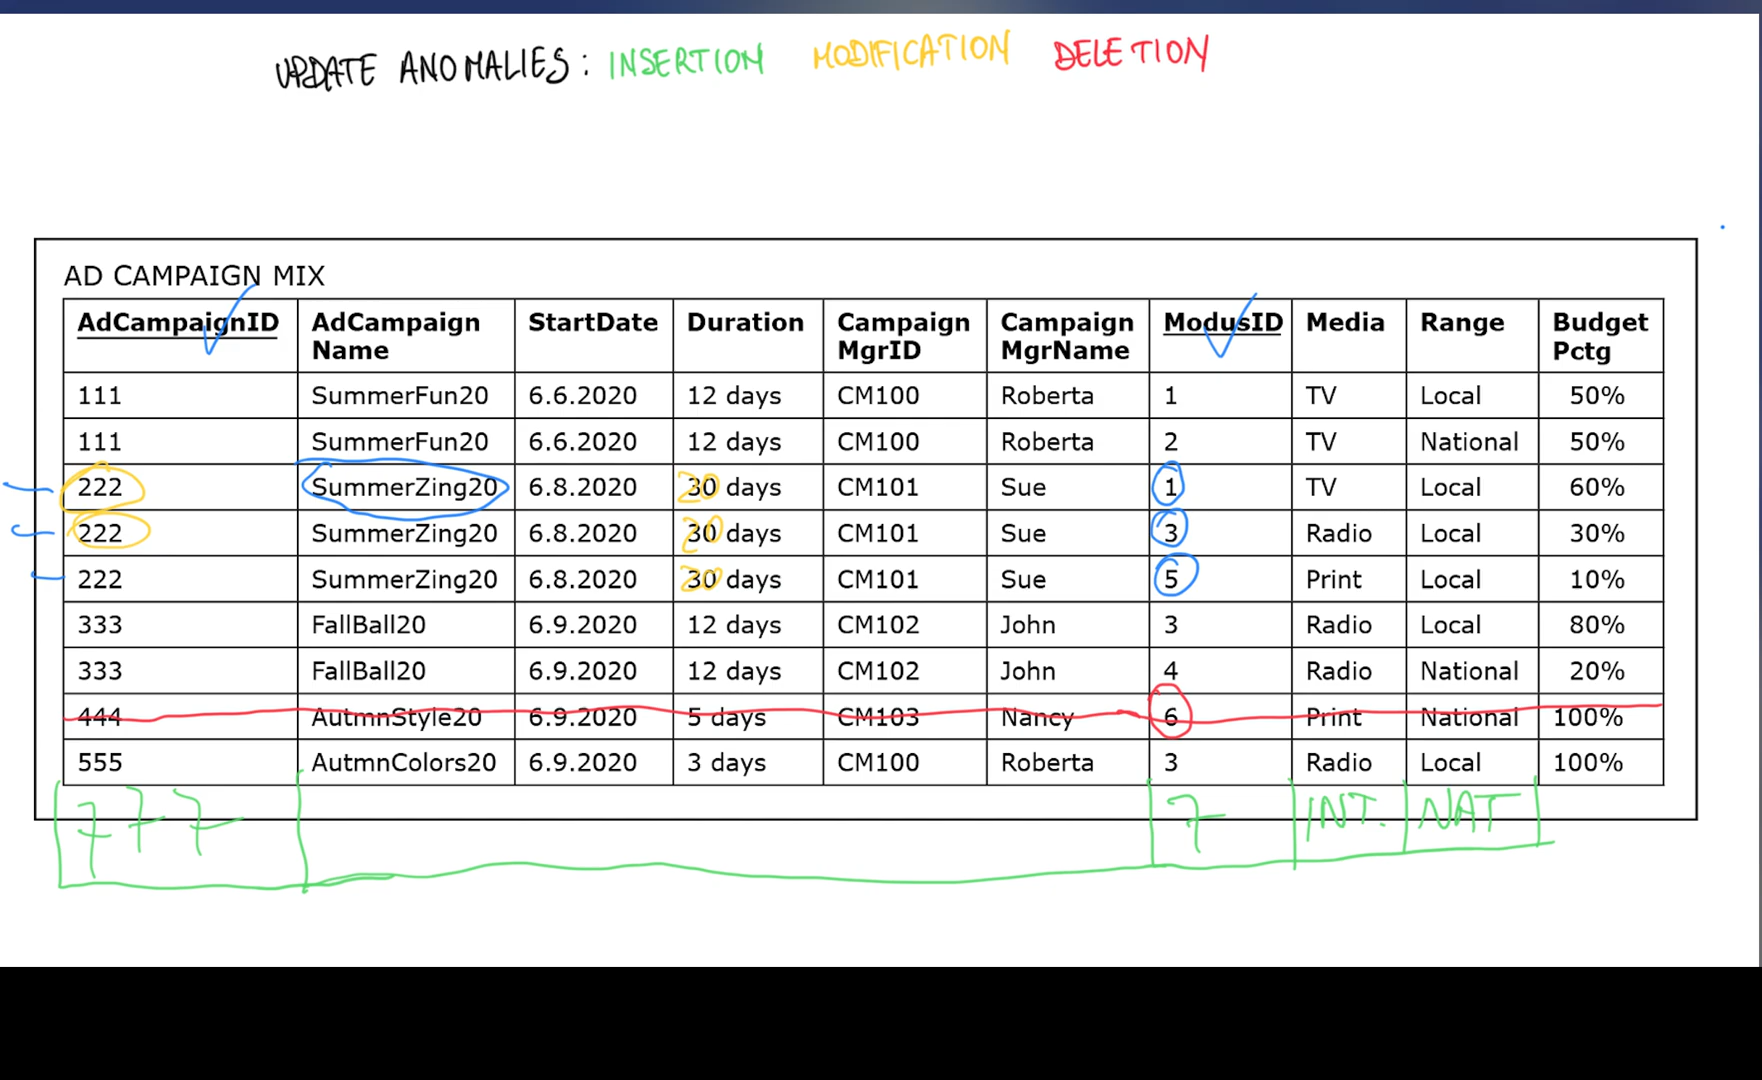 UPDATE ANOMALIES: INSERTION MODIFICATION DELETION
AD CAMPAIGN MIX
AdCampaignID AdCampaign Name StartDate Duration Campaign MgrID Campaign MgrName ModusID Media Range Budget Pctg
111 SummerFun20 6.6.2020 12 days CM100 Roberta 1 TV Local 50%
111 SummerFun20 6.6.2020 12 days CM100 Roberta 2 TV National 50%
222 SummerZing20 6.8.2020 30 days CM101 Sue 1 TV Local 60%
222 SummerZing20 6.8.2020 30 days CM101 Sue 3 Radio Local 30%
222 SummerZing20 6.8.2020 30 days CM101 Sue 5 Print Local 10%
333 FallBall20 6.9.2020 12 days CM102 John 3 Radio Local 80%
333 FallBall20 6.9.2020 12 days CM102 John 4 Radio National 20%
444 AutmnStyle20 6.9.2020 5 days CM103 Nancy 6 Print National 100%
555 AutmnColors20 6.9.2020 3 days CM100 Roberta 3 Radio Local 100%
777 7 INT. NAT